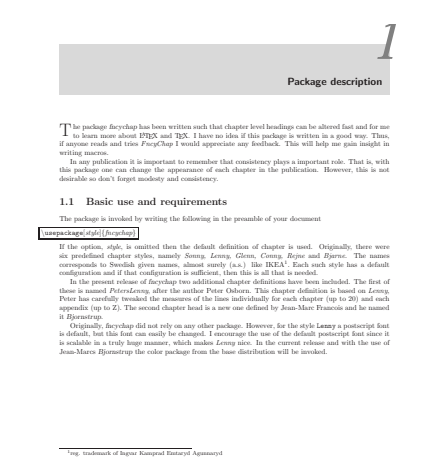 1
Package description
The package fncychap has been written such that chapter level headings can be altered fast and for me
to learn more about LATEX and TEX. I have no idea if this package is written in a good way. Thus,
if anyone reads and tries FncyChap I would appreciate any feedback. This will help me gain insight in
writing macros.
In any publication it is important to remember that consistency plays a important role. That is, with
this package one can change the appearance of each chapter in the publication. However, this is not
desirable so don't forget modesty and consistency.
1.1 Basic use and requirements
The package is invoked by writing the following in the preamble of your document
\usepackage[style]{fncychap}
If the option, style, is omitted then the default definition of chapter is used. Originally, there were
six predefined chapter styles, namely Sonny, Lenny, Glenn, Conny, Rejne and Bjarne. The names
corresponds to Swedish given names, almost surely (a.s.) like IKEA1. Each such style has a default
configuration and if that configuration is sufficient, then this is all that is needed.
In the present release of fncychap two additional chapter definitions have been included. The first of
these is named PetersLenny, after the author Peter Osborn. This chapter definition is based on Lenny,
Peter has carefully tweaked the measures of the lines individually for each chapter (up to 20) and each
appendix (up to Z). The second chapter head is a new one defined by Jean-Marc Francois and he named
it Bjornstrup.
Originally, fncychap did not rely on any other package. However, for the style Lenny a postscript font
is default, but this font can easily be changed. I encourage the use of the default postscript font since it
is scalable in a truly huge manner, which makes Lenny nice. In the current release and with the use of
Jean-Marcs Bjornstrup the color package from the base distribution will be invoked.
1reg. trademark of Ingvar Kamprad Elmtaryd Agunnaryd